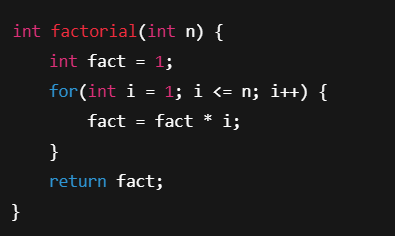 int factorial(int n) {
    int fact = 1;
    for(int i = 1; i <= n; i++) {
        fact = fact * i;
    }
    return fact;
}